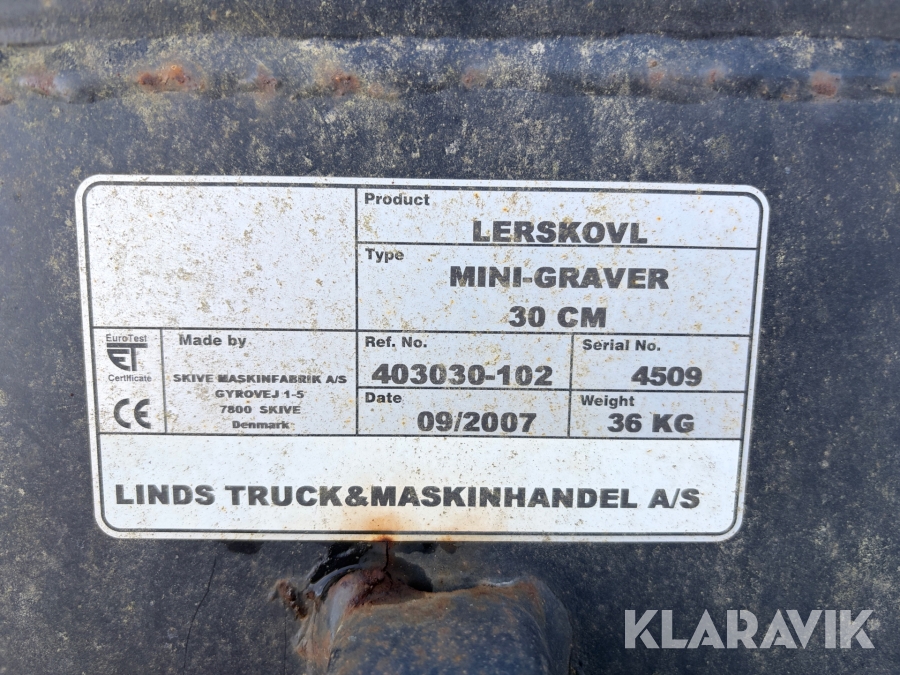 Product
LERSKOVL
Type
MINI-GRAVER
30 CM
EuroTest
ET
Certificate
CE
Made by
SKIVE MASKINFABRIK A/S
GYROVEJ 1-5
7800 SKIVE
Denmark
Ref. No.
403030-102
Serial No.
4509
Date
09/2007
Weight
36 KG
LINDS TRUCK&MASKINHANDEL A/S
KLARAVIK